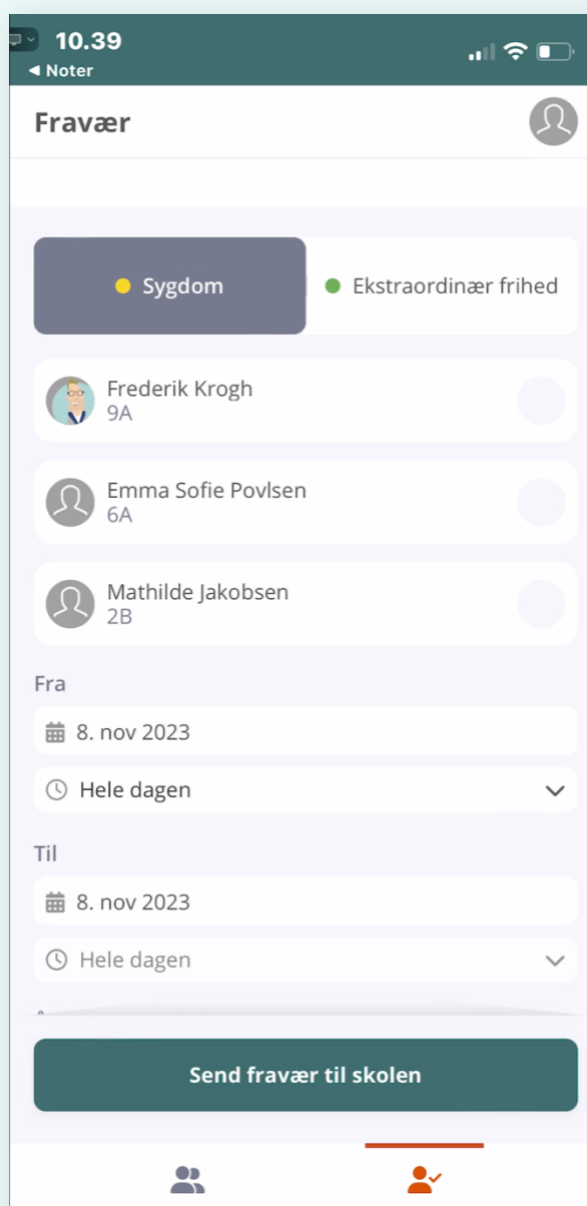 10.39
◀ Noter
Fravær
Sygdom
Ekstraordinær frihed
Frederik Krogh
9A
Emma Sofie Povlsen
6A
Mathilde Jakobsen
2B
Fra
8. nov 2023
Hele dagen
Til
8. nov 2023
Hele dagen
Send fravær til skolen